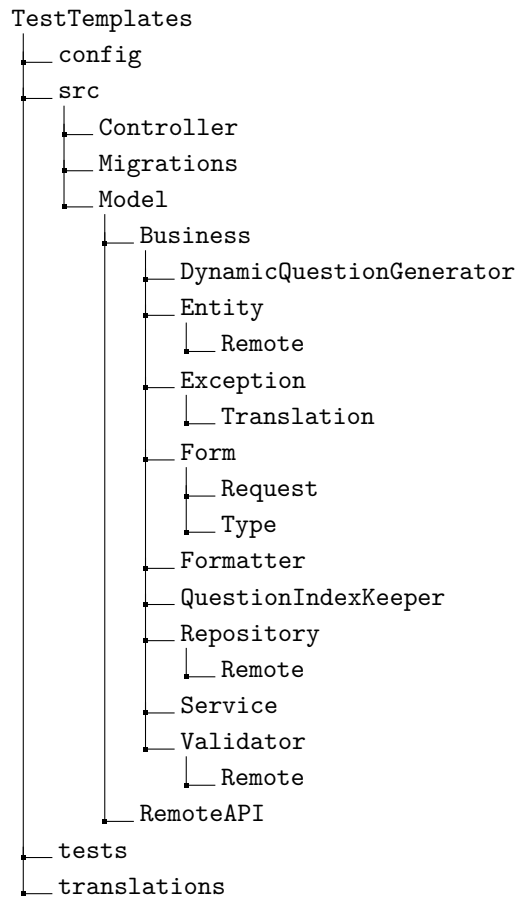 TestTemplates
config
src
Controller
Migrations
Model
Business
DynamicQuestionGenerator
Entity
Remote
Exception
Translation
Form
Request
Type
Formatter
QuestionIndexKeeper
Repository
Remote
Service
Validator
Remote
RemoteAPI
tests
translations